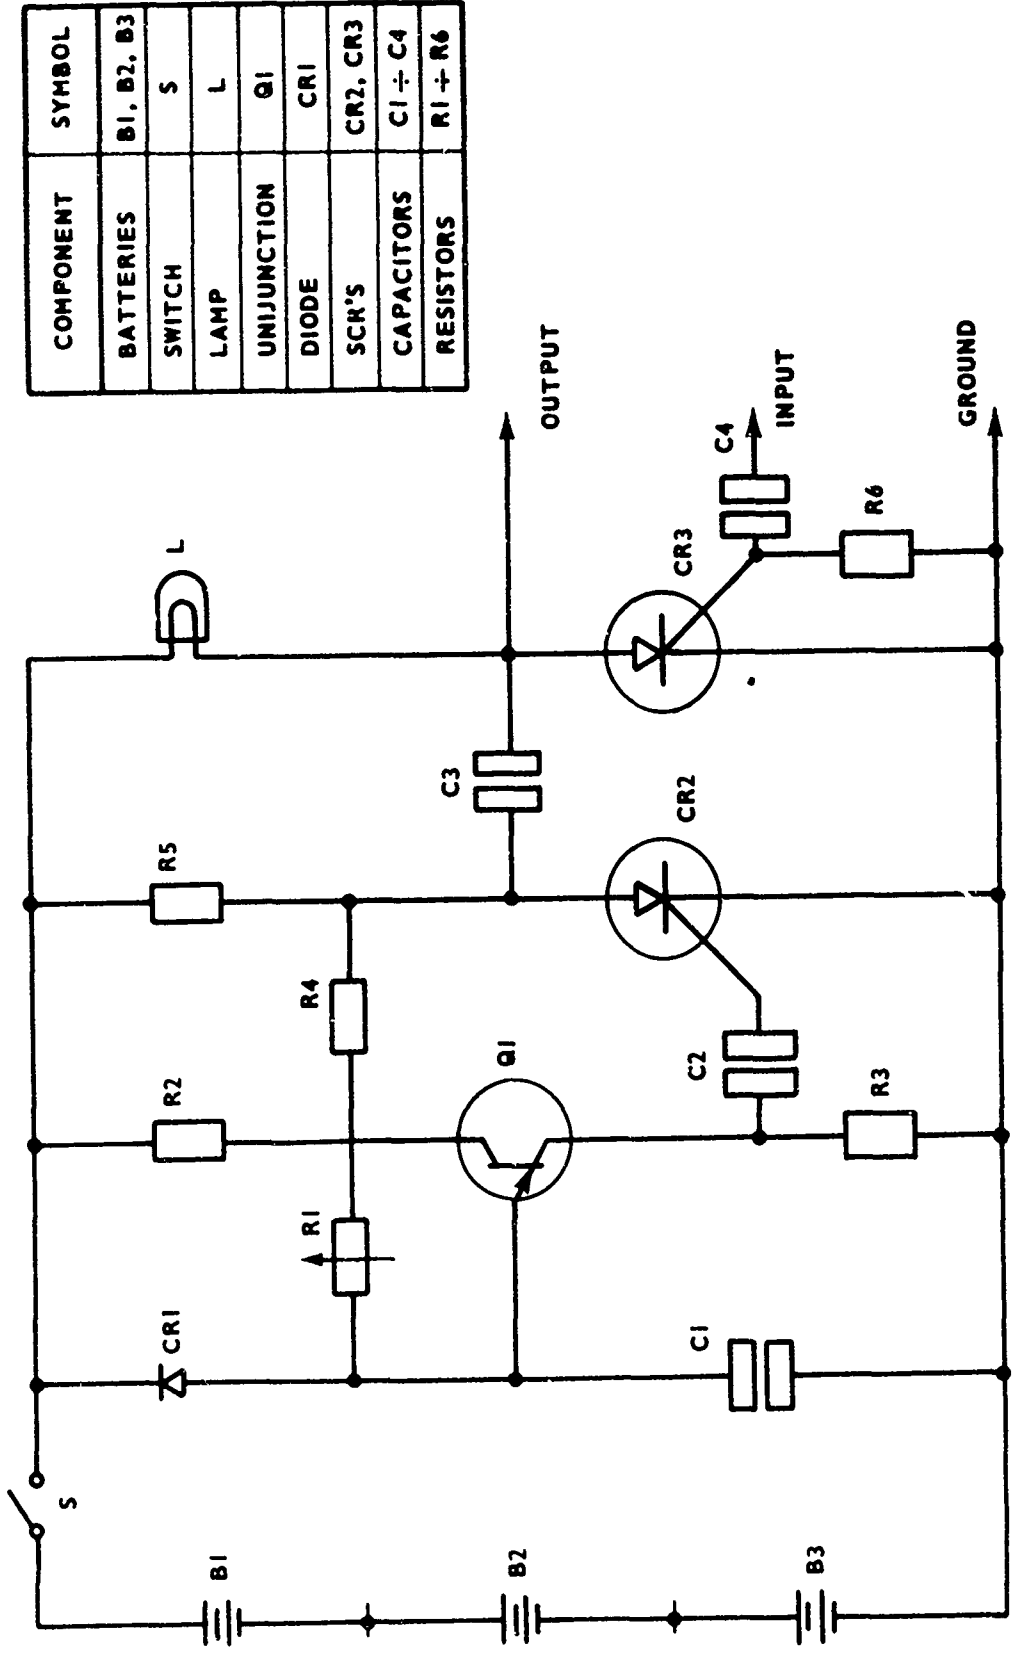 COMPONENT SYMBOL
BATTERIES B1, B2, B3
SWITCH S
LAMP L
UNIJUNCTION Q1
DIODE CR1
SCR'S CR2, CR3
CAPACITORS C1 ÷ C4
RESISTORS R1 ÷ R6
S
B1
B2
B3
CR1
R1
C1
R2
Q1
R4
C2
R3
R5
C3
CR2
L
CR3
C4
R6
OUTPUT
INPUT
GROUND